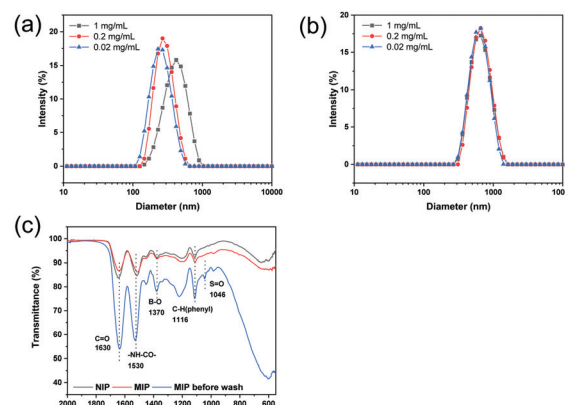 (a)
1 mg/mL
0.2 mg/mL
0.02 mg/mL
20
15
10
5
0
Intensity (%)
10 100 1000 10000
Diameter (nm)
(b)
1 mg/mL
0.2 mg/mL
0.02 mg/mL
20
15
10
5
0
Intensity (%)
10 100 1000 100
Diameter (nm)
(c)
100
90
80
70
60
50
40
Transmittance (%)
C=O
1630
-NH-CO-
1530
B-O
1370
C-H(phenyl)
1116
S=O
1046
NIP MIP MIP before wash
2000 1800 1600 1400 1200 1000 800 600